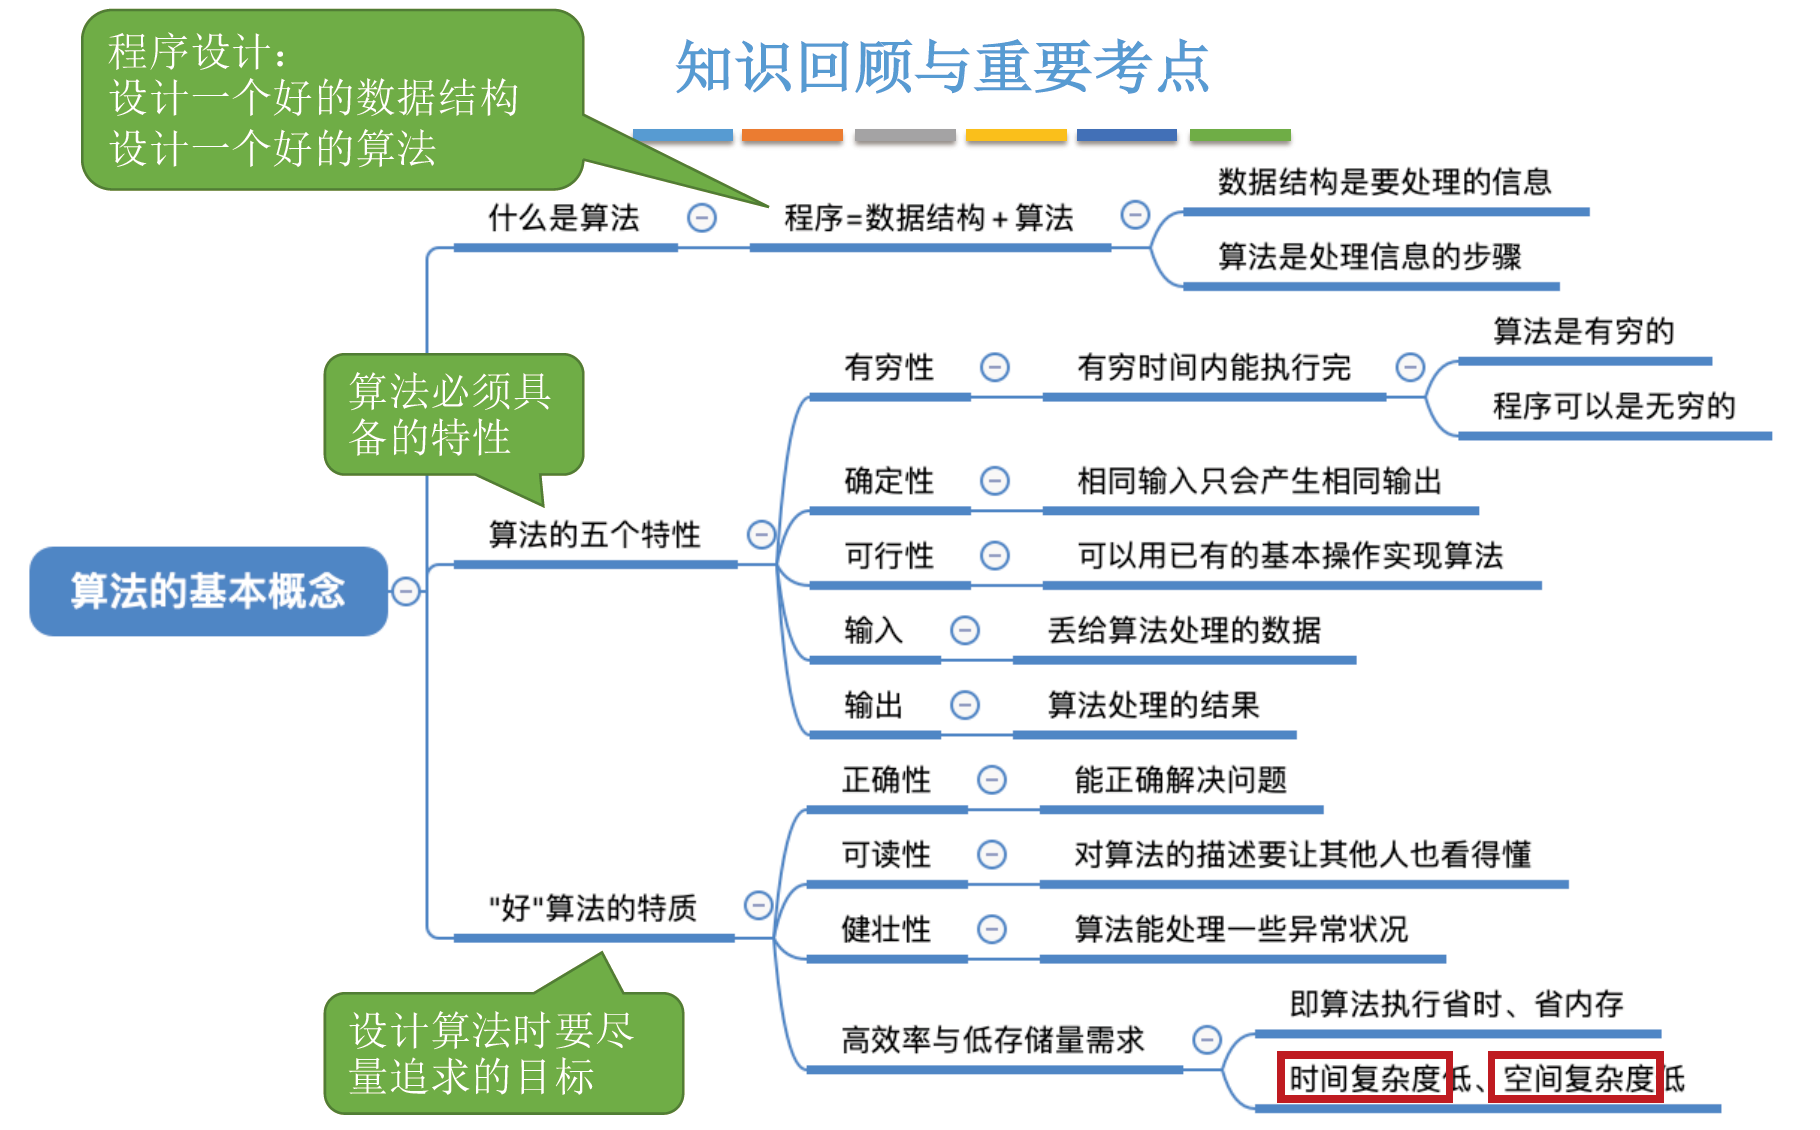 程序设计：
设计一个好的数据结构
设计一个好的算法
知识回顾与重要考点
什么是算法
程序=数据结构+算法
数据结构是要处理的信息
算法是处理信息的步骤
算法必须具
备的特性
算法的基本概念
算法的五个特性
有穷性
有穷时间内能执行完
算法是有穷的
程序可以是无穷的
确定性
相同输入只会产生相同输出
可行性
可以用已有的基本操作实现算法
输入
丢给算法处理的数据
输出
算法处理的结果
"好"算法的特质
正确性
能正确解决问题
可读性
对算法的描述要让其他人也看得懂
健壮性
算法能处理一些异常状况
高效率与低存储量需求
即算法执行省时、省内存
时间复杂度低、空间复杂度低
设计算法时要尽
量追求的目标